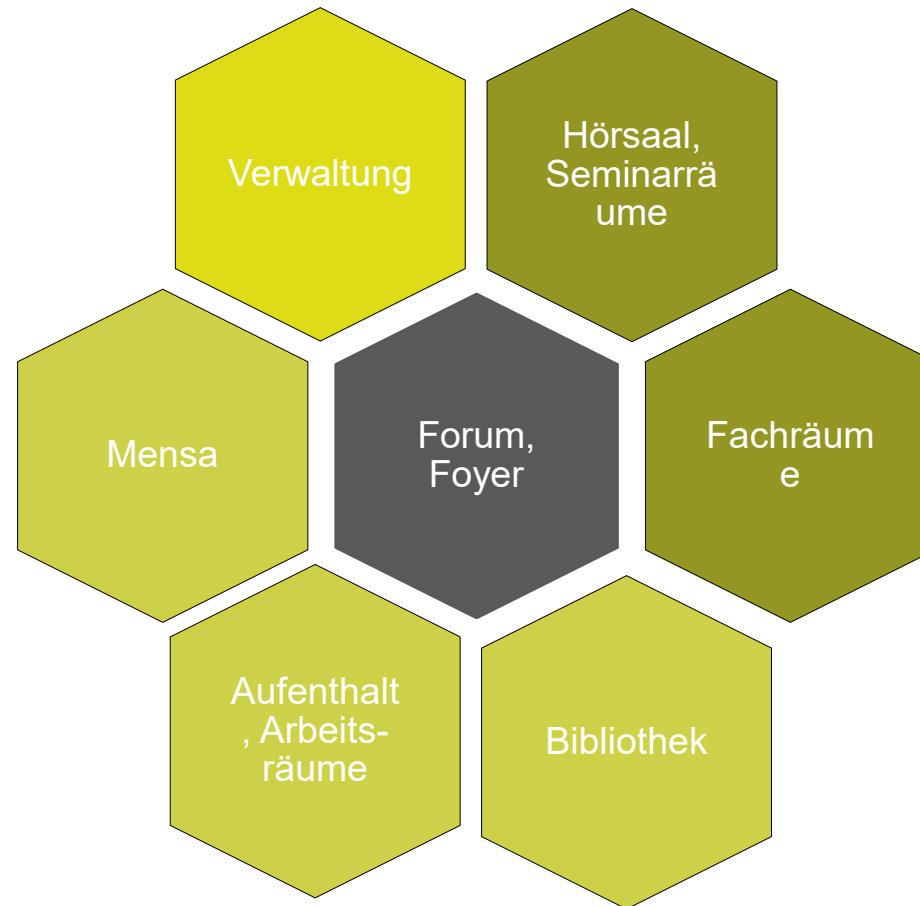 Verwaltung
Hörsaal,
Seminarrä
ume
Mensa
Forum,
Foyer
Fachräum
e
Aufenthalt
, Arbeits-
räume
Bibliothek